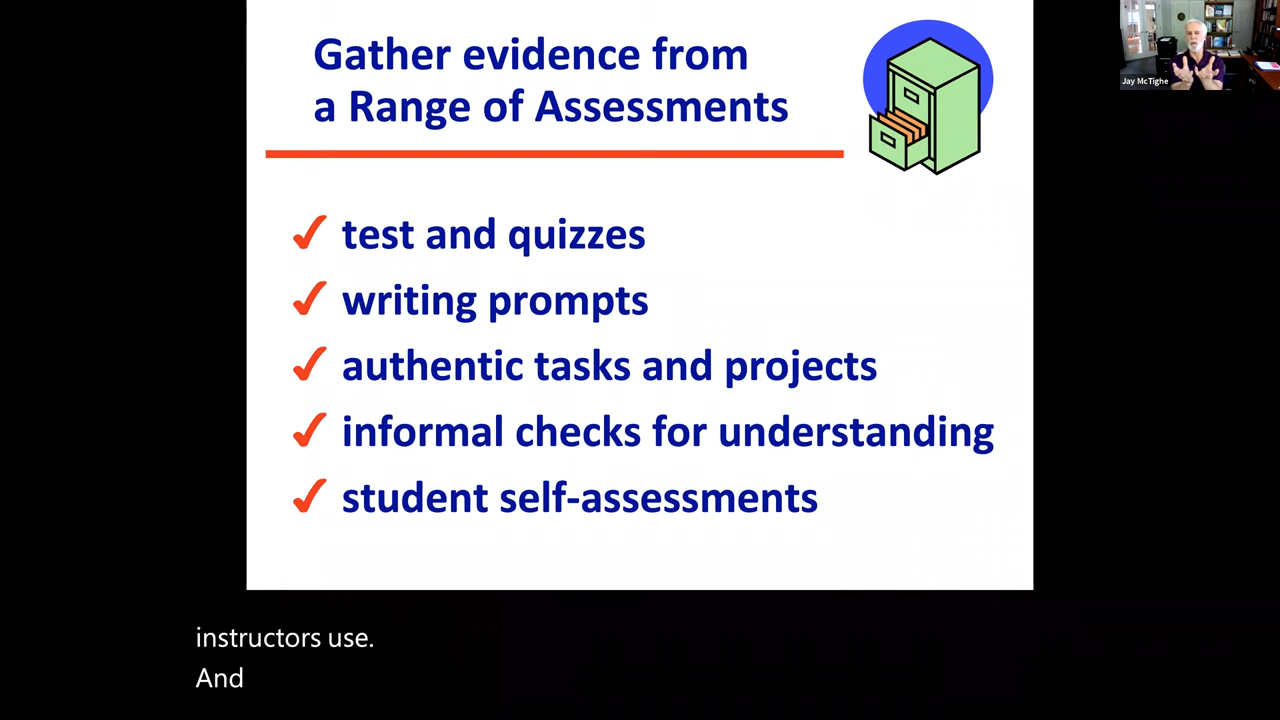 Gather evidence from
a Range of Assessments
Jay McTighe
✔ test and quizzes
✔ writing prompts
✔ authentic tasks and projects
✔ informal checks for understanding
✔ student self-assessments
instructors use.
And